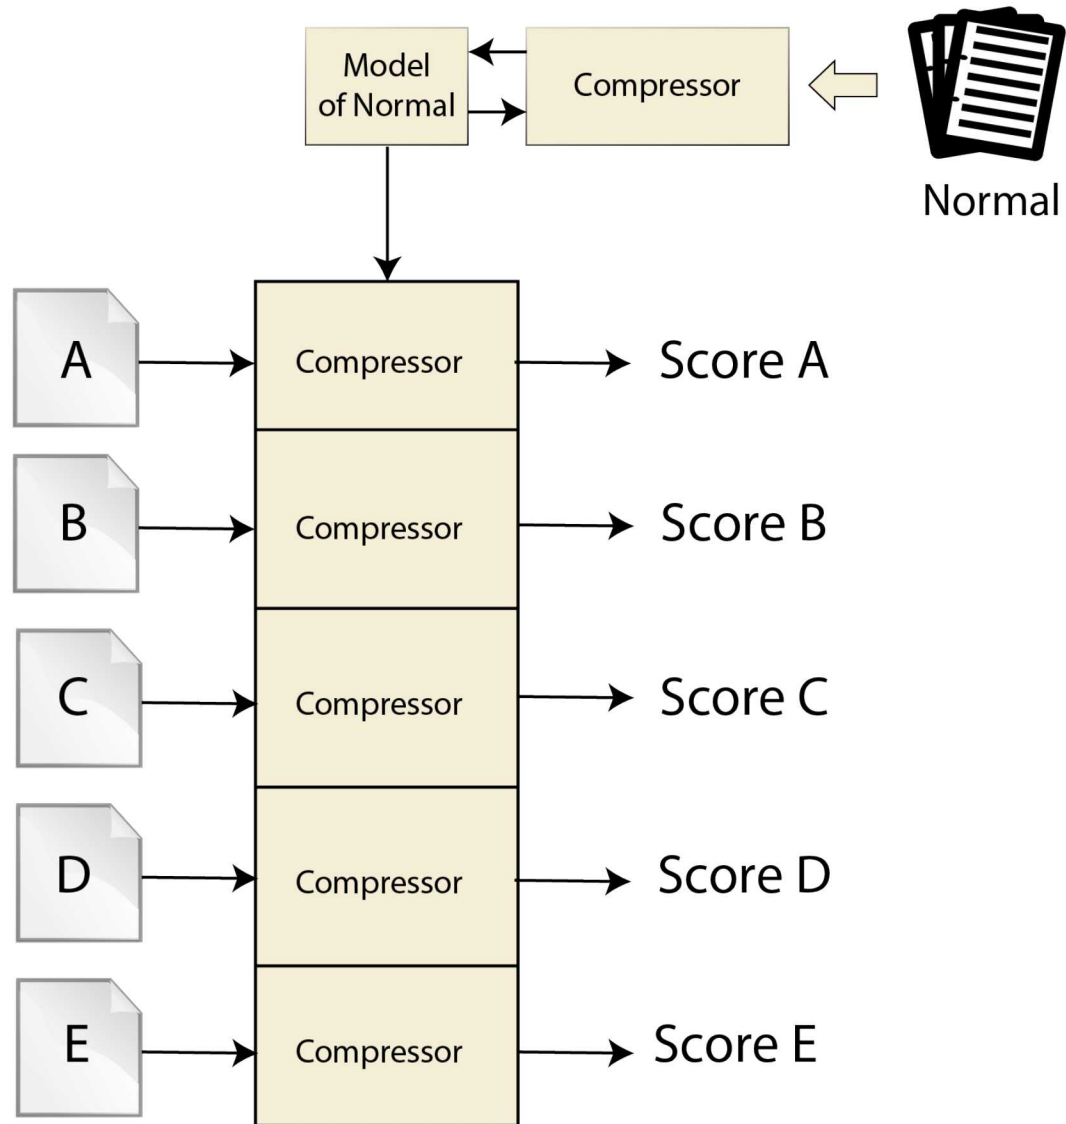 Model
of Normal
Compressor
Normal
A
Compressor
Score A
B
Compressor
Score B
C
Compressor
Score C
D
Compressor
Score D
E
Compressor
Score E